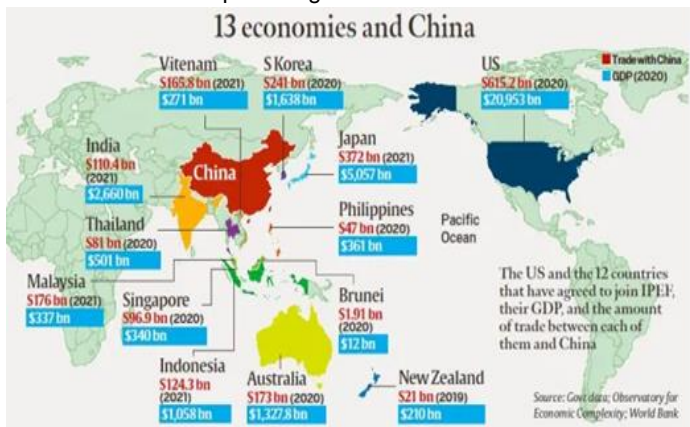 13 economies and China
Vitenam
$165.8 bn (2021)
$271 bn
S Korea
$241 bn (2020)
$1,638 bn
US
$615.2 bn (2020)
$20,953 bn
Trade with China
GDP (2020)
India
$110.4 bn
(2021)
$2,660 bn
China
Japan
$372 bn (2021)
$5,057 bn
Thailand
$81 bn (2020)
$501 bn
Philippines
$47 bn (2020)
$361 bn
Pacific
Ocean
Malaysia
$176 bn (2021)
$337 bn
Singapore
$96.9 bn (2020)
$340 bn
Brunei
$1.91 bn
(2020)
$12 bn
The US and the 12 countries
that have agreed to join IPEF,
their GDP, and the amount
of trade between each of
them and China
Indonesia
$124.3 bn
(2021)
$1,058 bn
Australia
$173 bn (2020)
$1,327.8 bn
New Zealand
$21 bn (2019)
$210 bn
Source: Govt data; Observatory for
Economic Complexity; World Bank